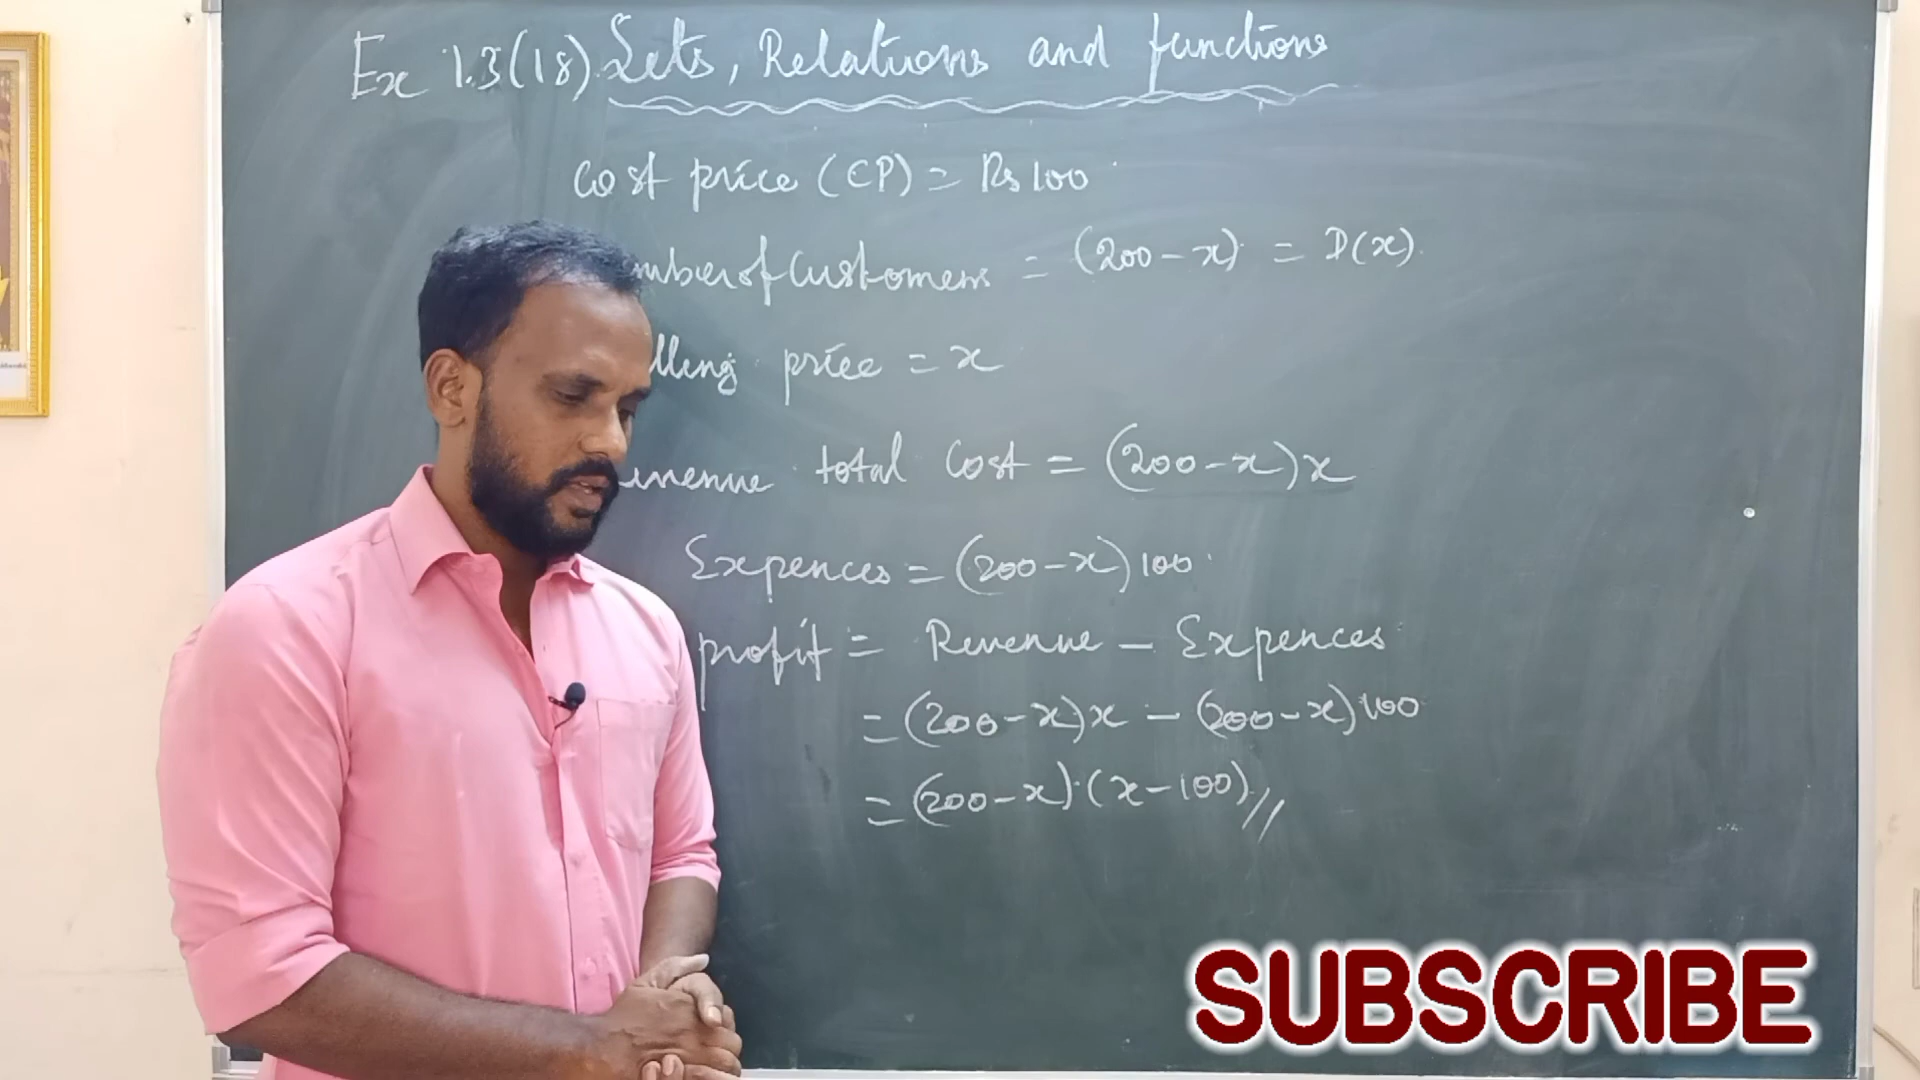 Ex 1.3(18) Sets, Relations and functions
Cost price (CP) = Rs 100
mber of Customers = (200-x) = D(x)
lling price = x
venue total Cost = (200-x)x
Expences = (200-x)100
profit = Revenue - Expences
= (200-x)x - (200-x)100
= (200-x)(x-100)//
SUBSCRIBE